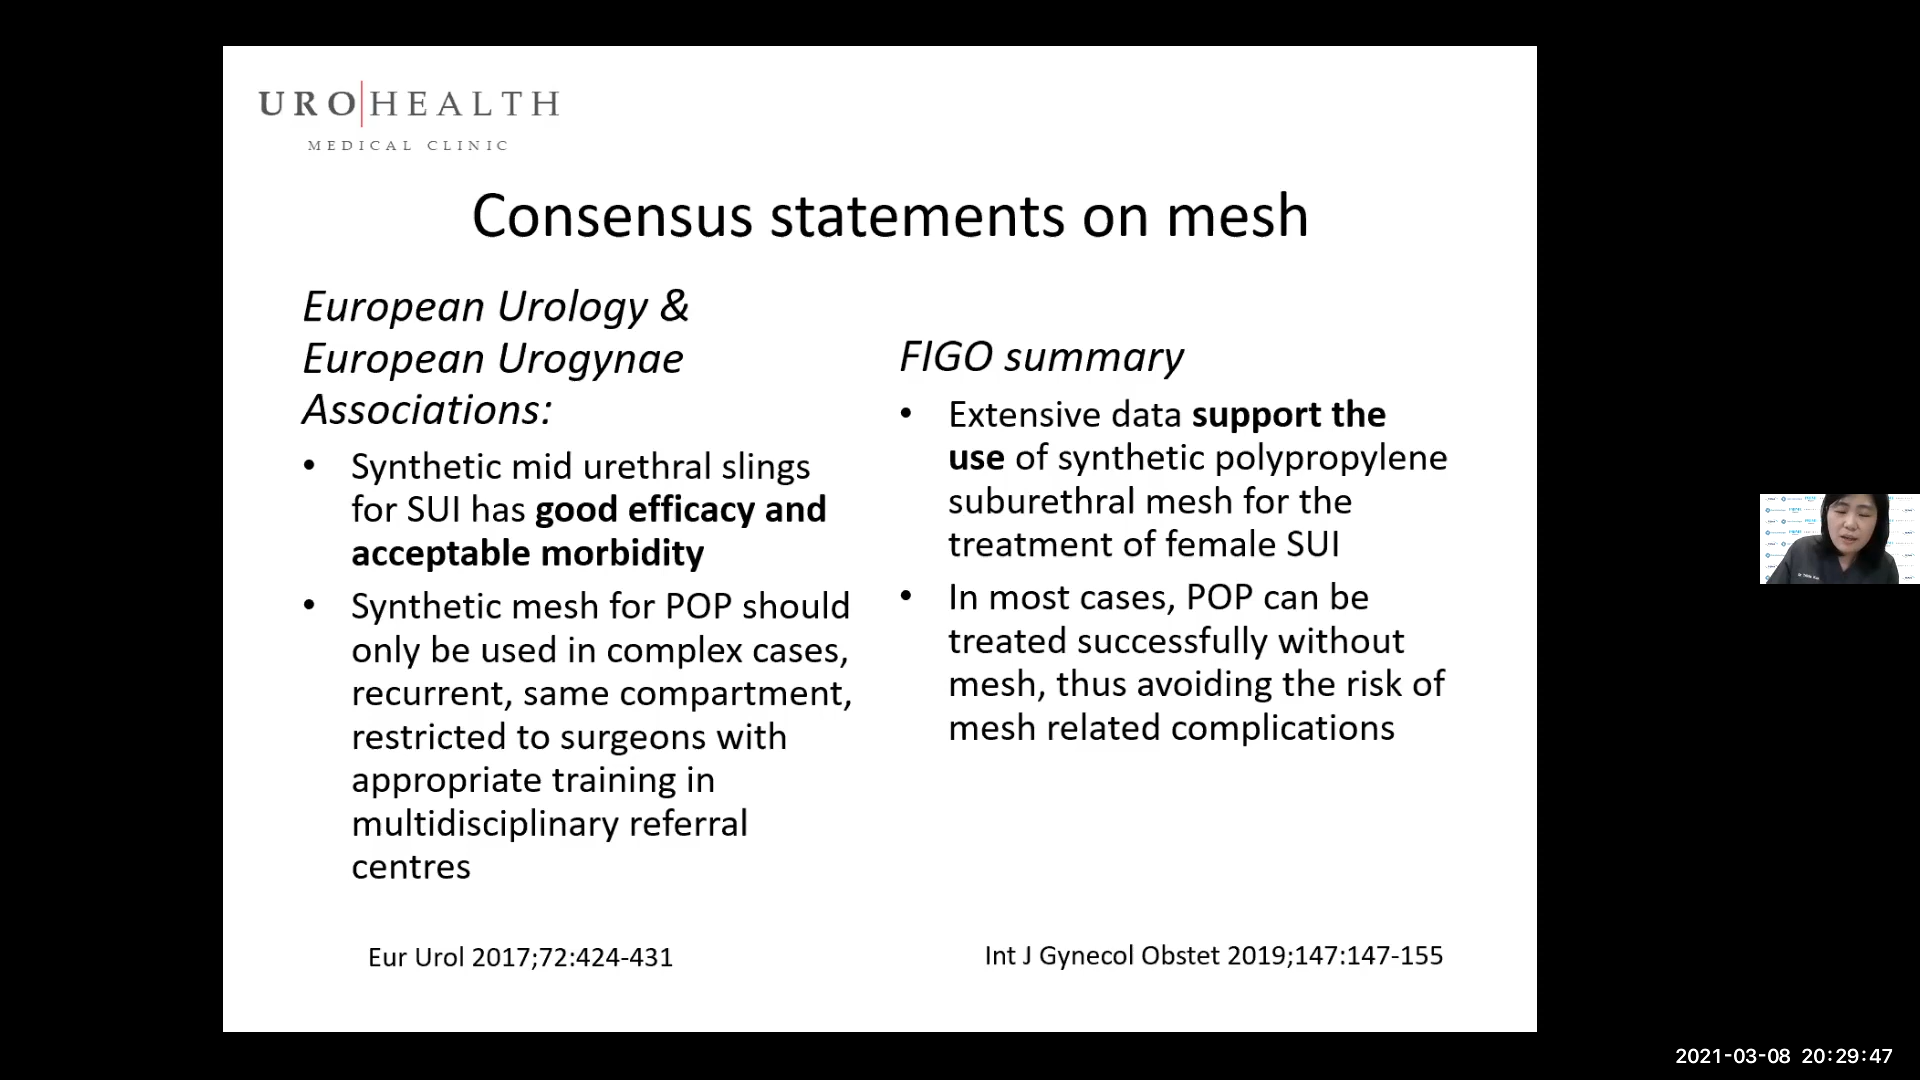 URO|HEALTH
MEDICAL CLINIC
Consensus statements on mesh
European Urology &
European Urogynae
Associations:
• Synthetic mid urethral slings
for SUI has good efficacy and
acceptable morbidity
• Synthetic mesh for POP should
only be used in complex cases,
recurrent, same compartment,
restricted to surgeons with
appropriate training in
multidisciplinary referral
centres
Eur Urol 2017;72:424-431
FIGO summary
• Extensive data support the
use of synthetic polypropylene
suburethral mesh for the
treatment of female SUI
• In most cases, POP can be
treated successfully without
mesh, thus avoiding the risk of
mesh related complications
Int J Gynecol Obstet 2019;147:147-155
2021-03-08 20:29:47